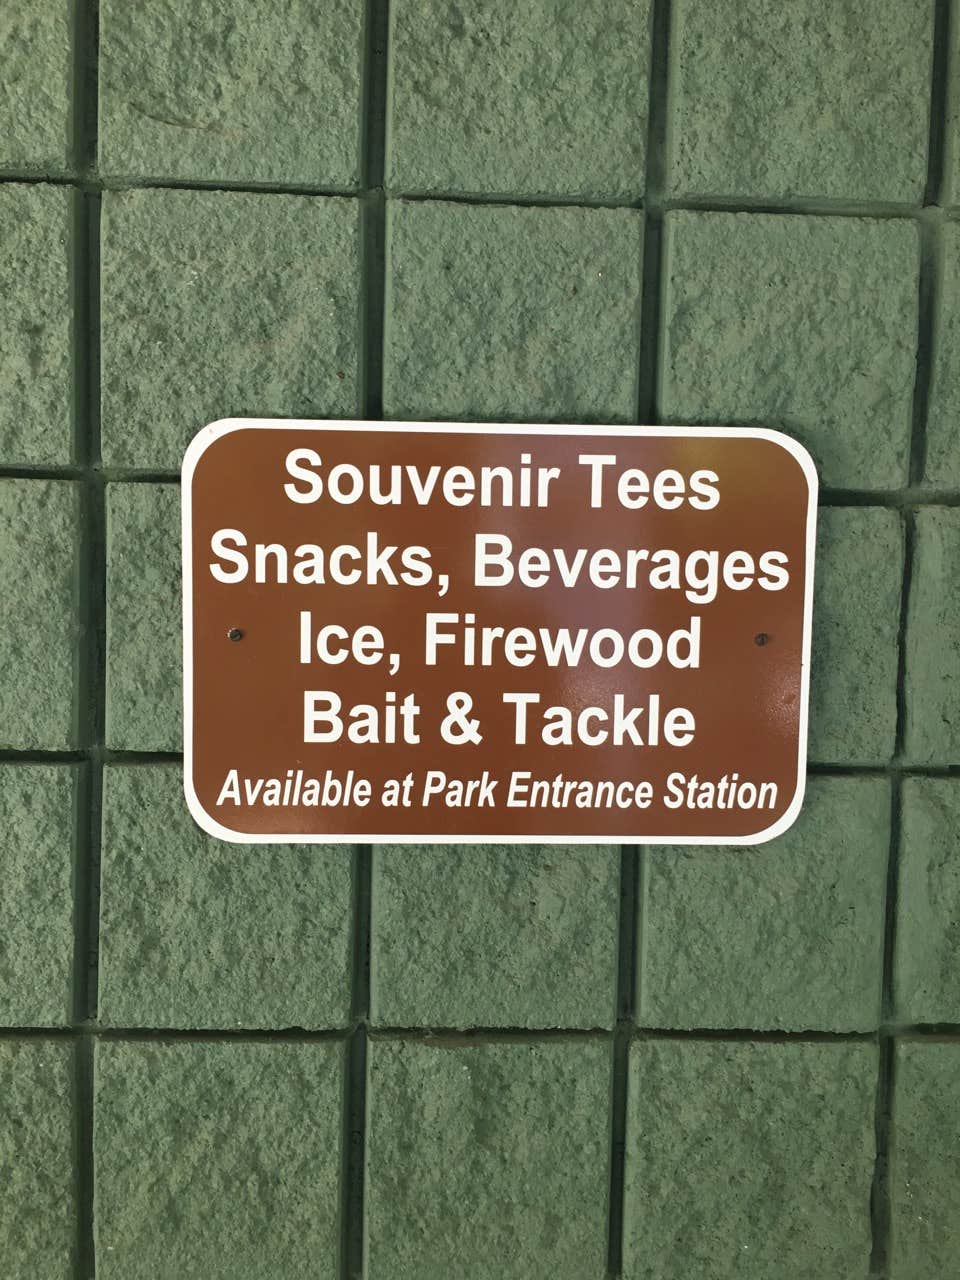 Souvenir Tees
Snacks, Beverages
Ice, Firewood
Bait & Tackle
Available at Park Entrance Station